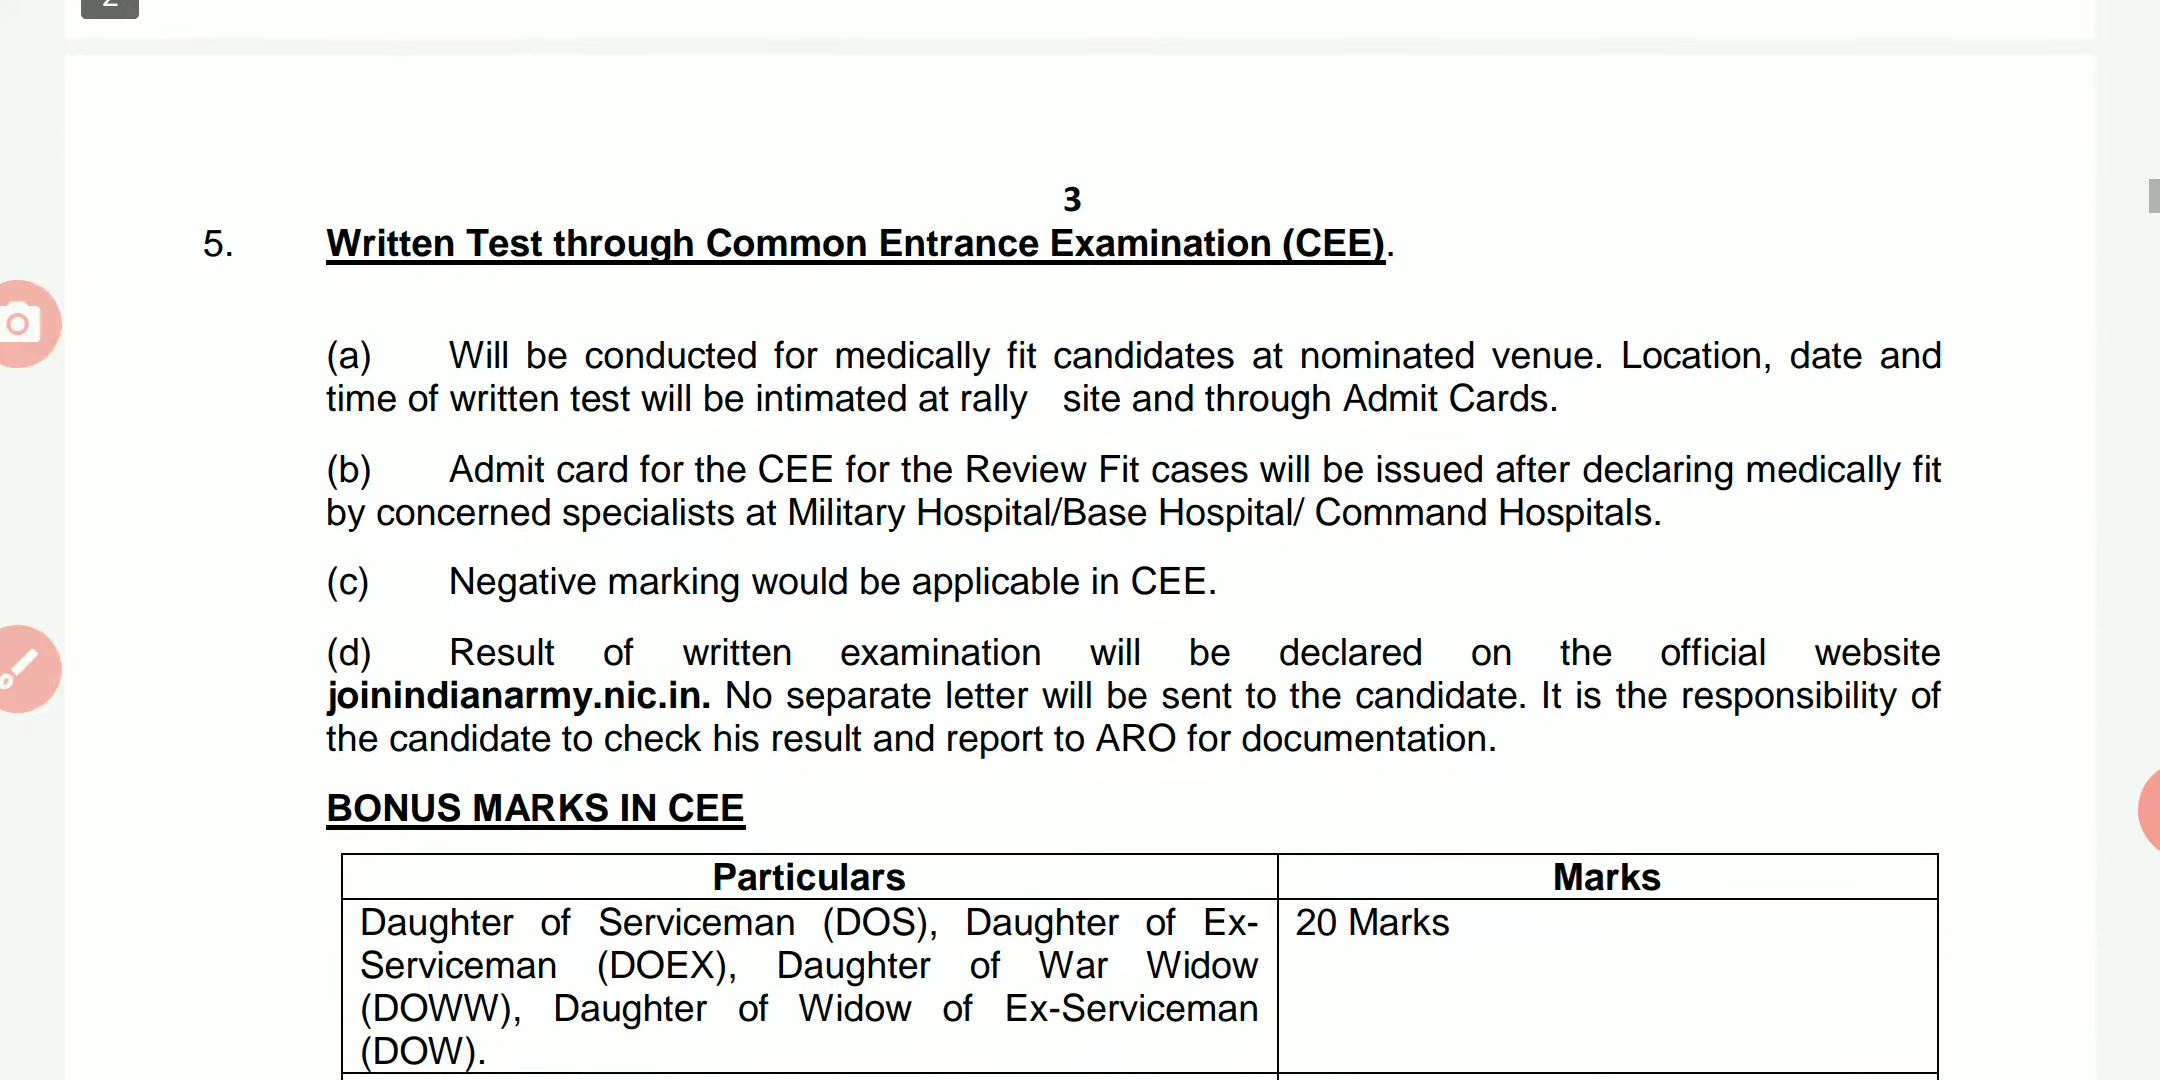 2
3
5. Written Test through Common Entrance Examination (CEE).
(a) Will be conducted for medically fit candidates at nominated venue. Location, date and
time of written test will be intimated at rally site and through Admit Cards.
(b) Admit card for the CEE for the Review Fit cases will be issued after declaring medically fit
by concerned specialists at Military Hospital/Base Hospital/ Command Hospitals.
(c) Negative marking would be applicable in CEE.
(d) Result of written examination will be declared on the official website
joinindianarmy.nic.in. No separate letter will be sent to the candidate. It is the responsibility of
the candidate to check his result and report to ARO for documentation.
BONUS MARKS IN CEE
Particulars Marks
Daughter of Serviceman (DOS), Daughter of Ex- 20 Marks
Serviceman (DOEX), Daughter of War Widow
(DOWW), Daughter of Widow of Ex-Serviceman
(DOW).